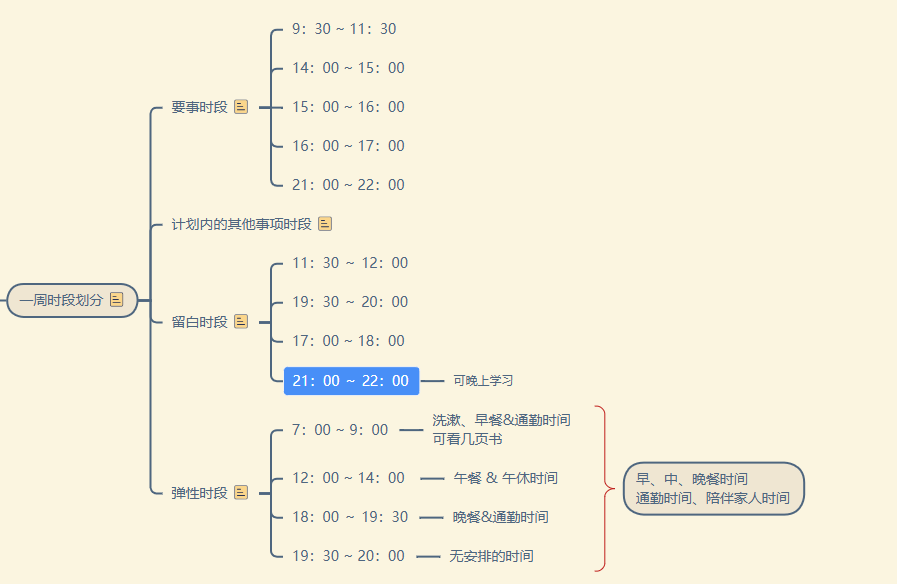 一周时段划分
要事时段
9：30 ~ 11：30
14：00 ~ 15：00
15：00 ~ 16：00
16：00 ~ 17：00
21：00 ~ 22：00
计划内的其他事项时段
留白时段
11：30 ~ 12：00
19：30 ~ 20：00
17：00 ~ 18：00
21：00 ~ 22：00
可晚上学习
弹性时段
7：00 ~ 9：00
洗漱、早餐&通勤时间
可看几页书
12：00 ~ 14：00
午餐 & 午休时间
18：00 ~ 19：30
晚餐&通勤时间
19：30 ~ 20：00
无安排的时间
早、中、晚餐时间
通勤时间、陪伴家人时间